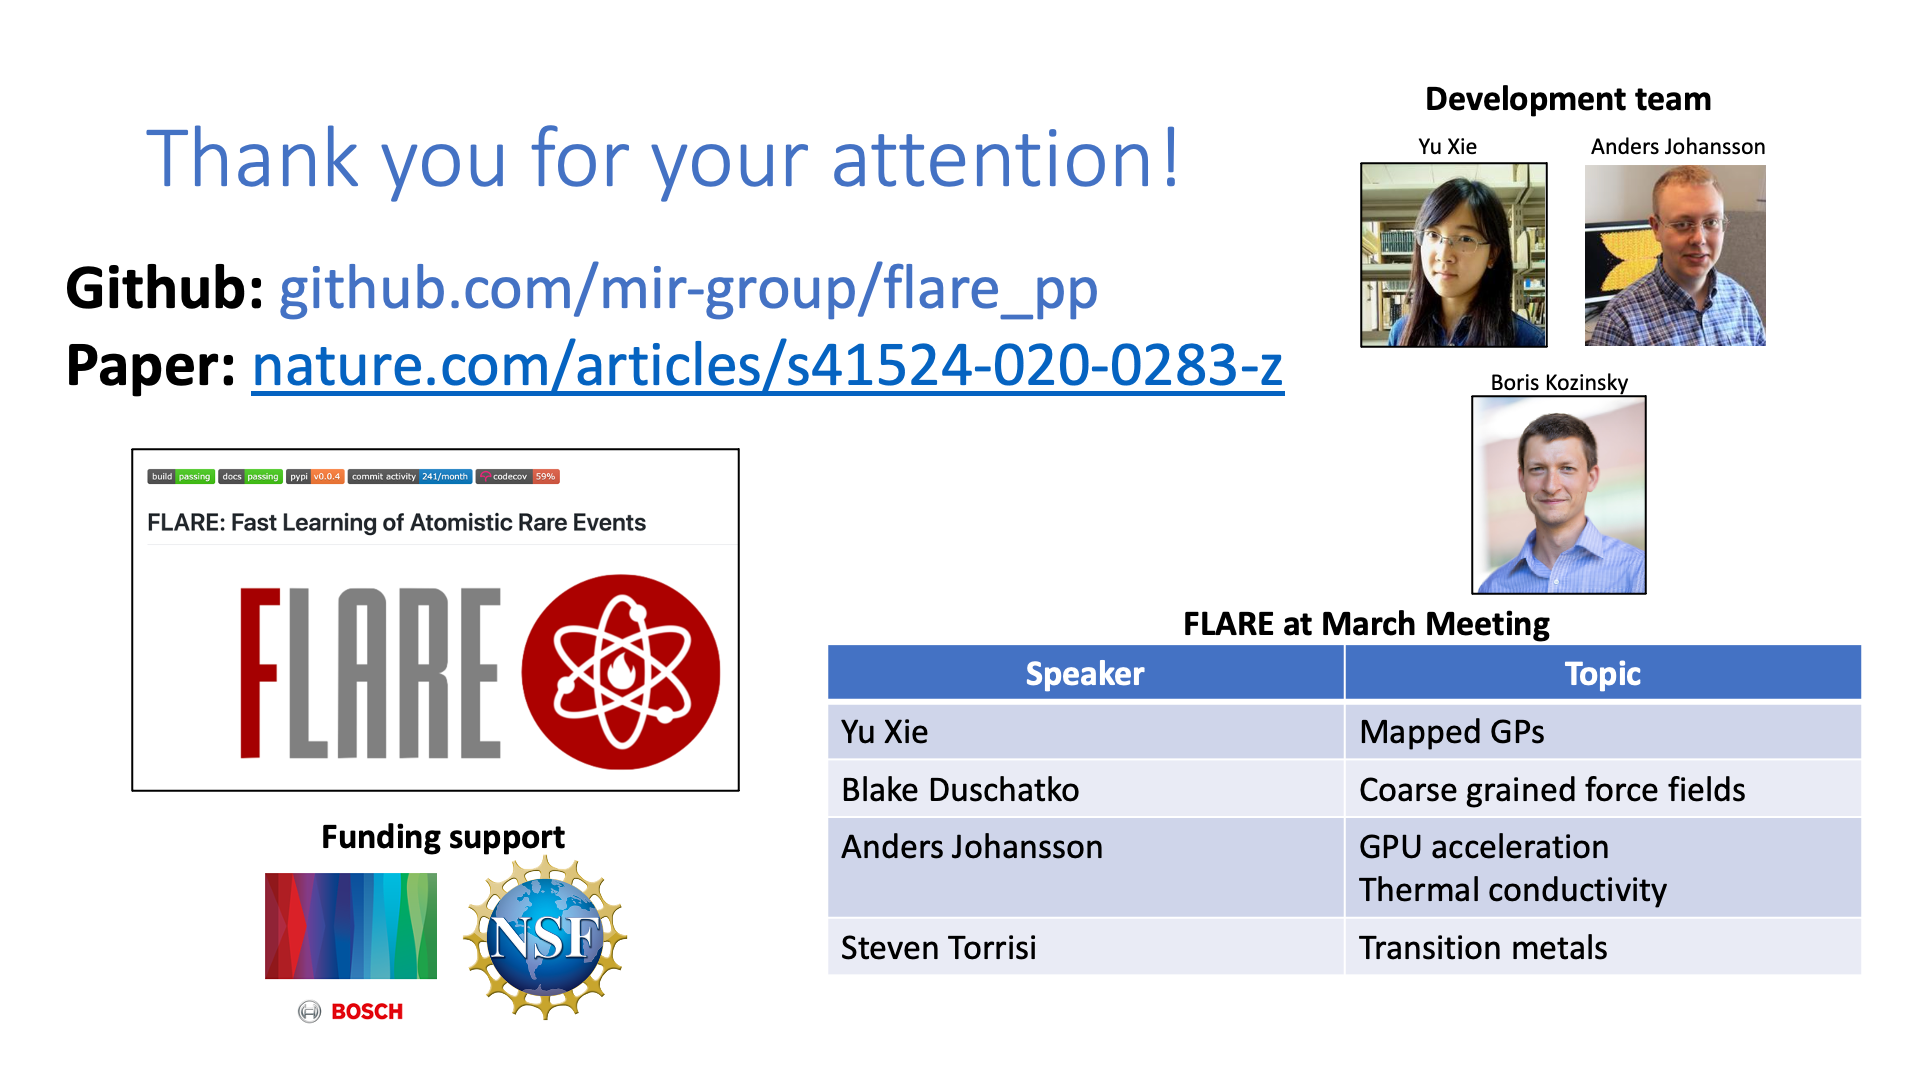 Thank you for your attention!
Github: github.com/mir-group/flare_pp
Paper: nature.com/articles/s41524-020-0283-z
Development team
Yu Xie
Anders Johansson
Boris Kozinsky
build passing docs passing pypi v0.0.4 commit activity 241/month codecov 59%
FLARE: Fast Learning of Atomistic Rare Events
FLARE
Funding support
BOSCH
NSF
FLARE at March Meeting
Speaker Topic
Yu Xie Mapped GPs
Blake Duschatko Coarse grained force fields
Anders Johansson GPU acceleration
Thermal conductivity
Steven Torrisi Transition metals